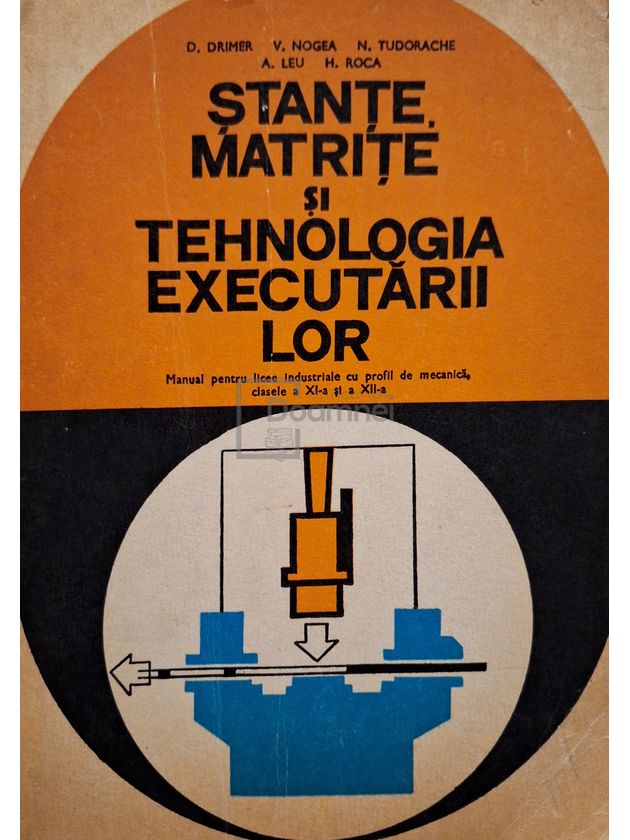 D. DRIMER V. NOGEA N. TUDORACHE
A. LEU H. ROCA
ȘTANȚE,
MATRIȚE
ȘI
TEHNOLOGIA
EXECUTĂRII
LOR
Manual pentru licee industriale cu profil de mecanică,
clasele a XI-a și a XII-a
Doamnei